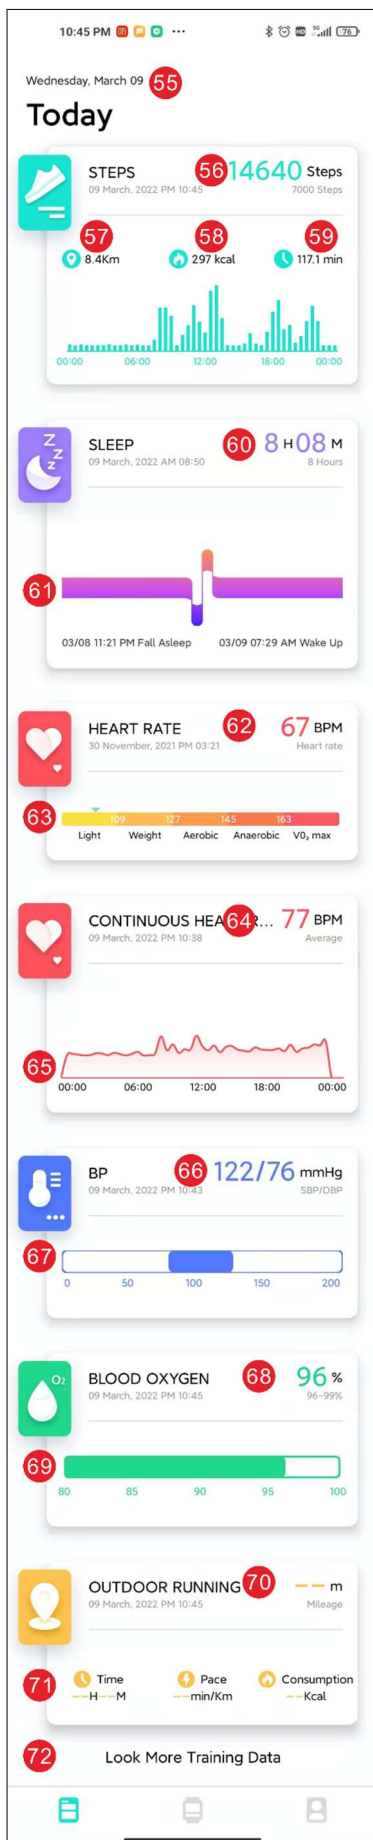 10:45 PM ... HD 5G 76
Wednesday, March 09 55
Today
STEPS 56 14640 Steps
09 March, 2022 PM 10:45 7000 Steps
57 58 59
8.4Km 297 kcal 117.1 min
00:00 06:00 12:00 18:00 00:00
SLEEP 60 8 H 08 M
09 March, 2022 AM 08:50 8 Hours
61
03/08 11:21 PM Fall Asleep 03/09 07:29 AM Wake Up
HEART RATE 62 67 BPM
30 November, 2021 PM 03:21 Heart rate
63 109 127 145 163
Light Weight Aerobic Anaerobic V0₂ max
CONTINUOUS HEA 64 R... 77 BPM
09 March, 2022 PM 10:38 Average
65
00:00 06:00 12:00 18:00 00:00
BP 66 122/76 mmHg
09 March, 2022 PM 10:43 SBP/DBP
67
0 50 100 150 200
O₂
BLOOD OXYGEN 68 96 %
09 March, 2022 PM 10:45 96-99%
69
80 85 90 95 100
OUTDOOR RUNNING 70 -- m
09 March, 2022 PM 10:45 Mileage
71 Time Pace Consumption
--H--M --min/Km --Kcal
72 Look More Training Data